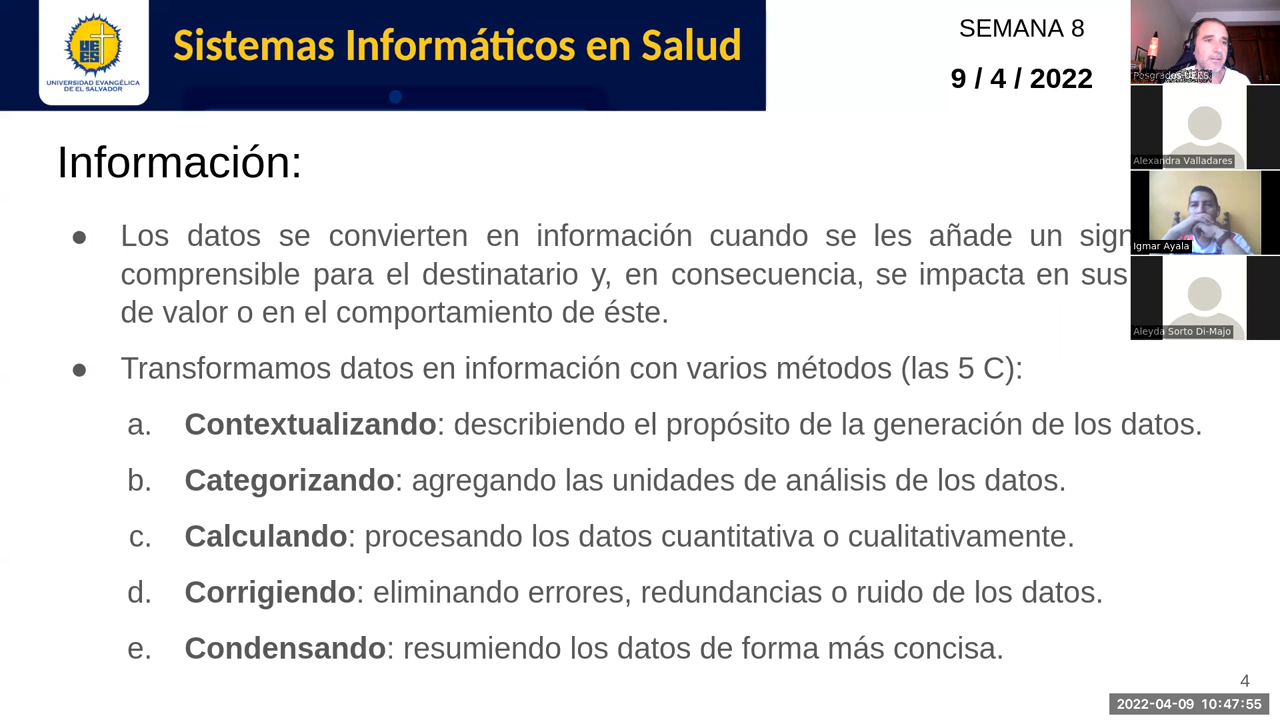 UEES
UNIVERSIDAD EVANGÉLICA
DE EL SALVADOR
Sistemas Informáticos en Salud
SEMANA 8
9 / 4 / 2022
Posgrados UEES
Alexandra Valladares
Igmar Ayala
Aleyda Sorto Di-Majo
Información:
● Los datos se convierten en información cuando se les añade un sign
comprensible para el destinatario y, en consecuencia, se impacta en sus
de valor o en el comportamiento de éste.
● Transformamos datos en información con varios métodos (las 5 C):
a. Contextualizando: describiendo el propósito de la generación de los datos.
b. Categorizando: agregando las unidades de análisis de los datos.
c. Calculando: procesando los datos cuantitativa o cualitativamente.
d. Corrigiendo: eliminando errores, redundancias o ruido de los datos.
e. Condensando: resumiendo los datos de forma más concisa.
4
2022-04-09 10:47:55